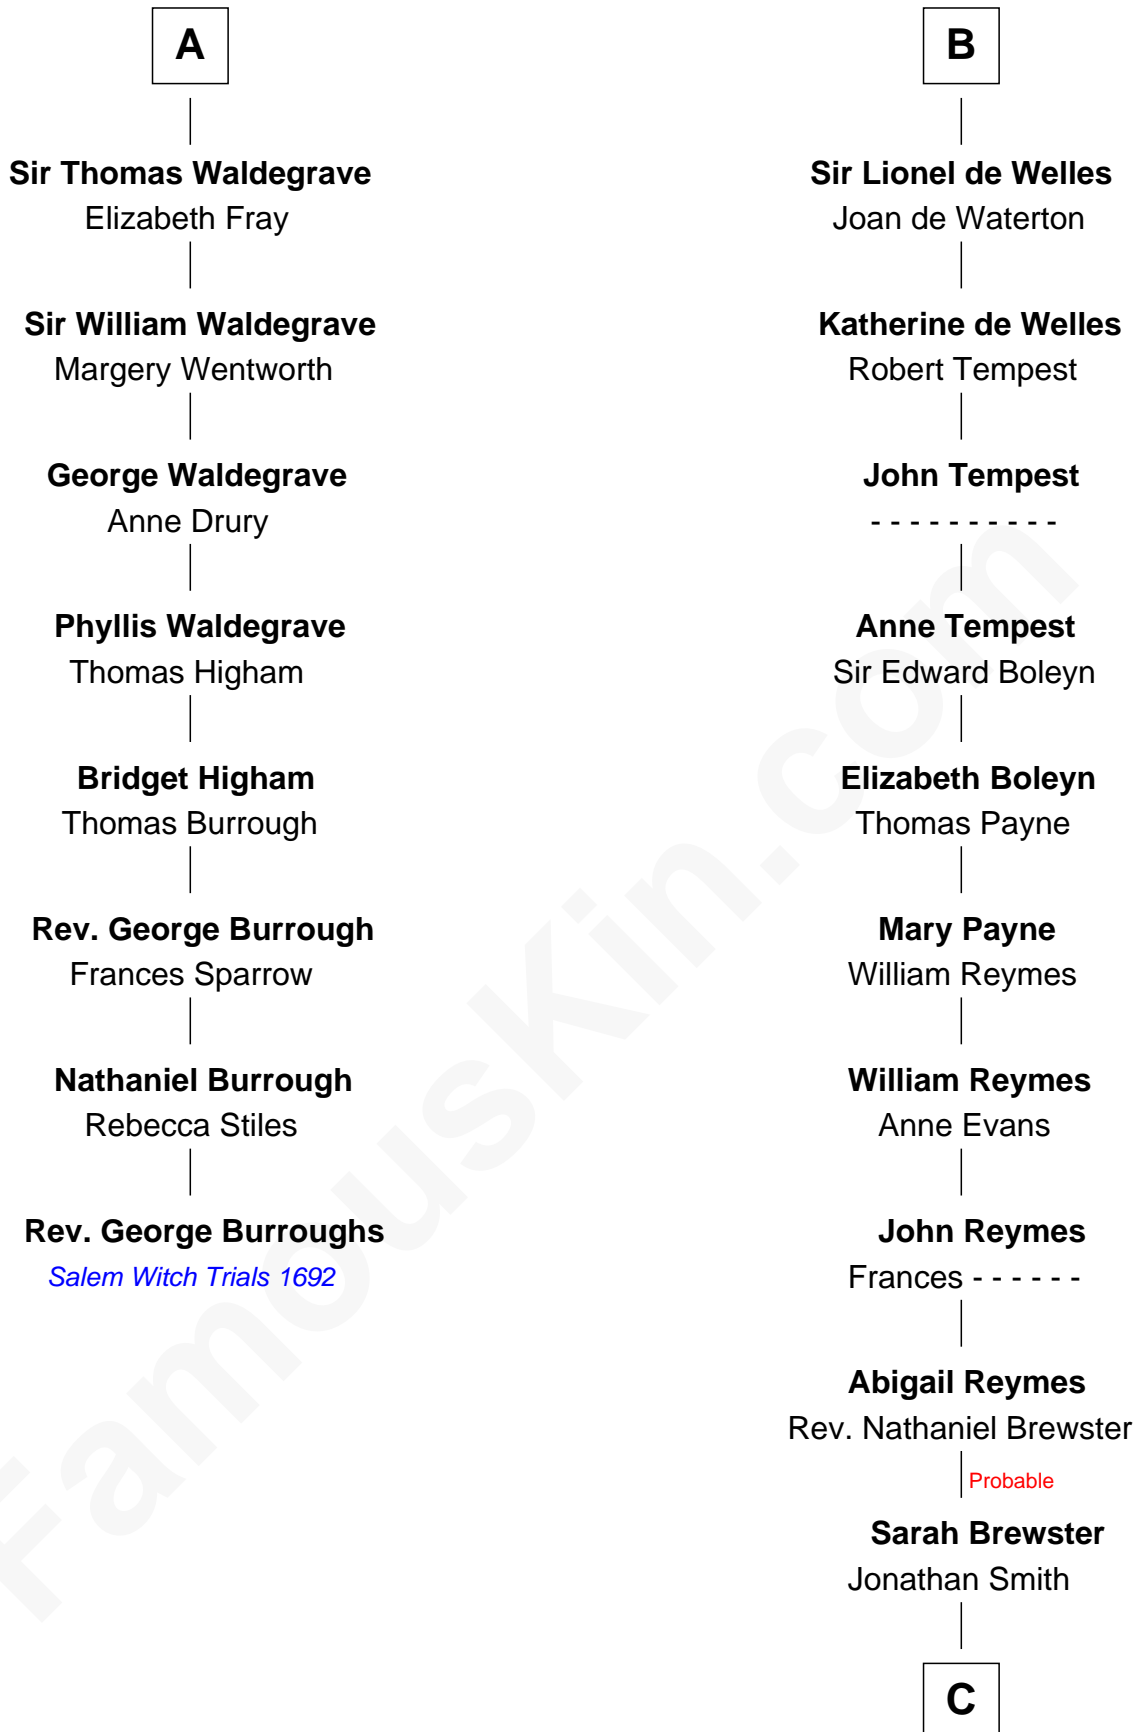 A
Sir Thomas Waldegrave
Elizabeth Fray
Sir William Waldegrave
Margery Wentworth
George Waldegrave
Anne Drury
Phyllis Waldegrave
Thomas Higham
Bridget Higham
Thomas Burrough
Rev. George Burrough
Frances Sparrow
Nathaniel Burrough
Rebecca Stiles
Rev. George Burroughs
Salem Witch Trials 1692
B
Sir Lionel de Welles
Joan de Waterton
Katherine de Welles
Robert Tempest
John Tempest
- - - - - - - - - -
Anne Tempest
Sir Edward Boleyn
Elizabeth Boleyn
Thomas Payne
Mary Payne
William Reymes
William Reymes
Anne Evans
John Reymes
Frances - - - - - -
Abigail Reymes
Rev. Nathaniel Brewster
Probable
Sarah Brewster
Jonathan Smith
C
FamousKin.com